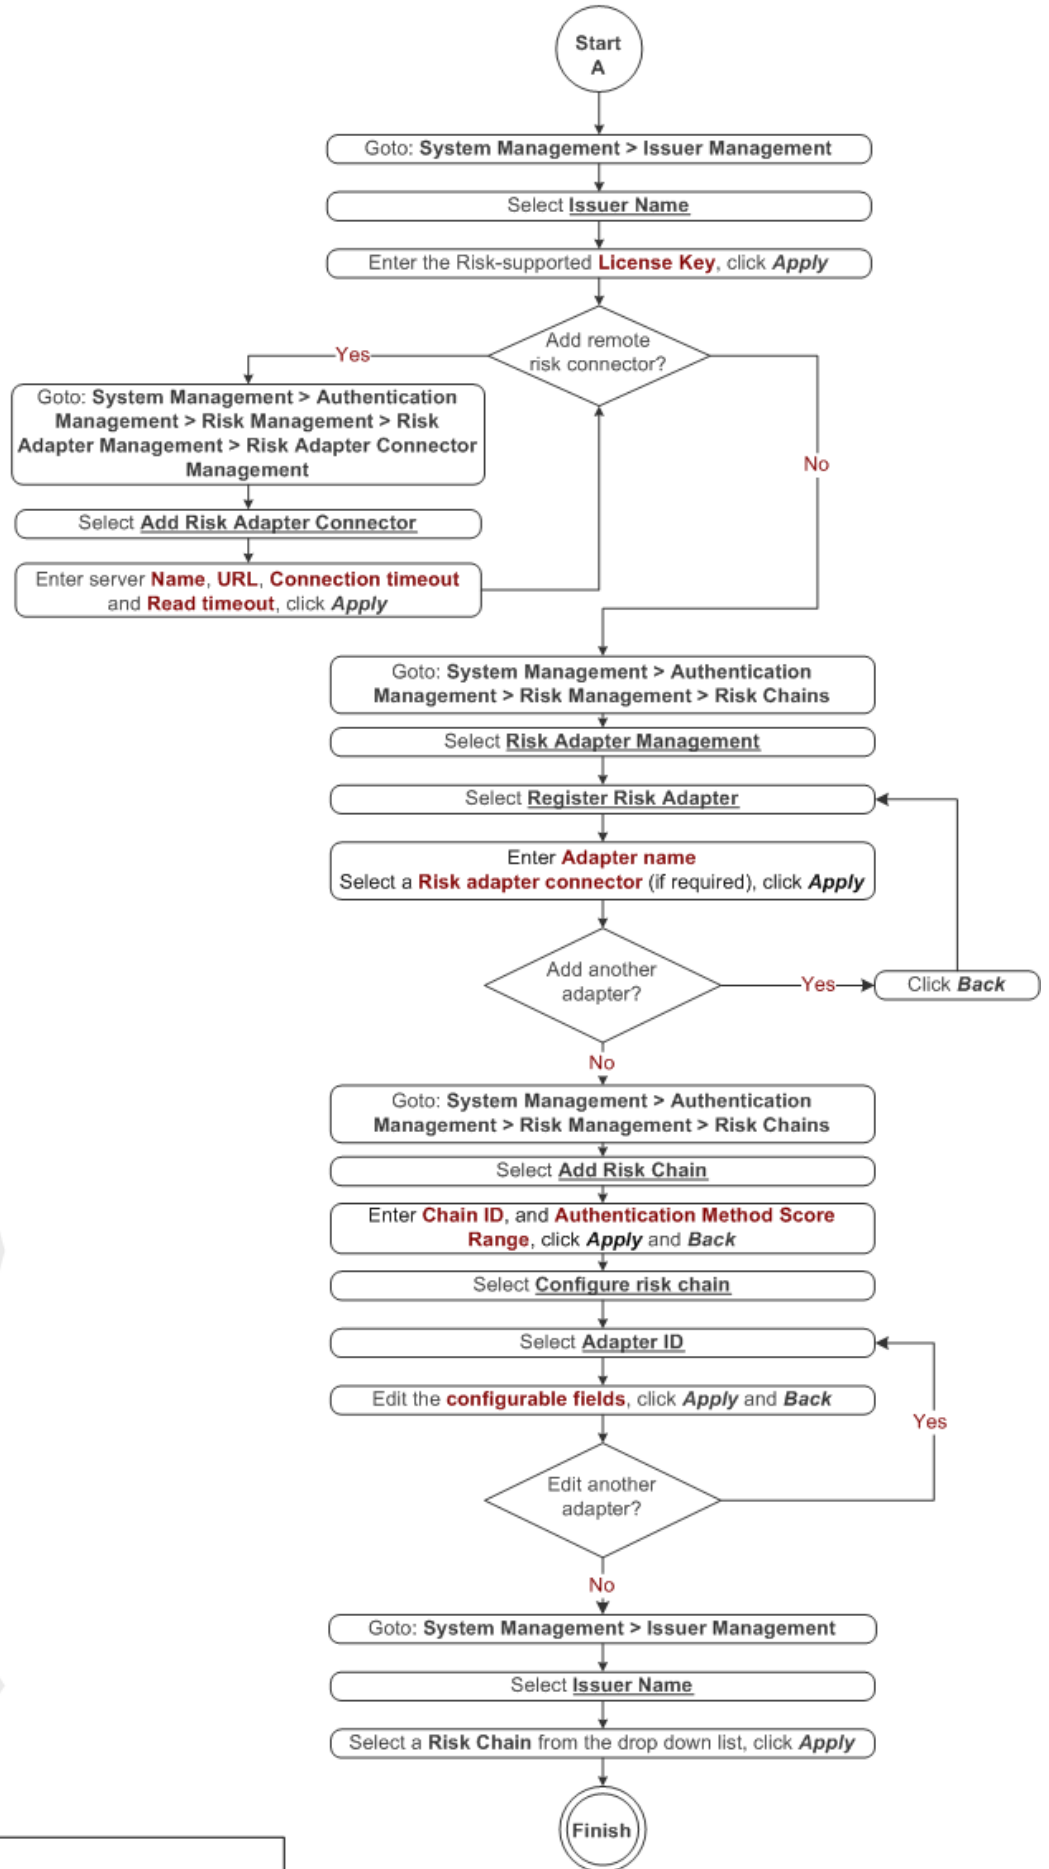 Start
A
Goto: System Management > Issuer Management
Select Issuer Name
Enter the Risk-supported License Key, click Apply
Add remote
risk connector?
Yes
No
Goto: System Management > Authentication
Management > Risk Management > Risk
Adapter Management > Risk Adapter Connector
Management
Select Add Risk Adapter Connector
Enter server Name, URL, Connection timeout
and Read timeout, click Apply
Goto: System Management > Authentication
Management > Risk Management > Risk Chains
Select Risk Adapter Management
Select Register Risk Adapter
Enter Adapter name
Select a Risk adapter connector (if required), click Apply
Add another
adapter?
Yes
Click Back
No
Goto: System Management > Authentication
Management > Risk Management > Risk Chains
Select Add Risk Chain
Enter Chain ID, and Authentication Method Score
Range, click Apply and Back
Select Configure risk chain
Select Adapter ID
Edit the configurable fields, click Apply and Back
Yes
Edit another
adapter?
No
Goto: System Management > Issuer Management
Select Issuer Name
Select a Risk Chain from the drop down list, click Apply
Finish